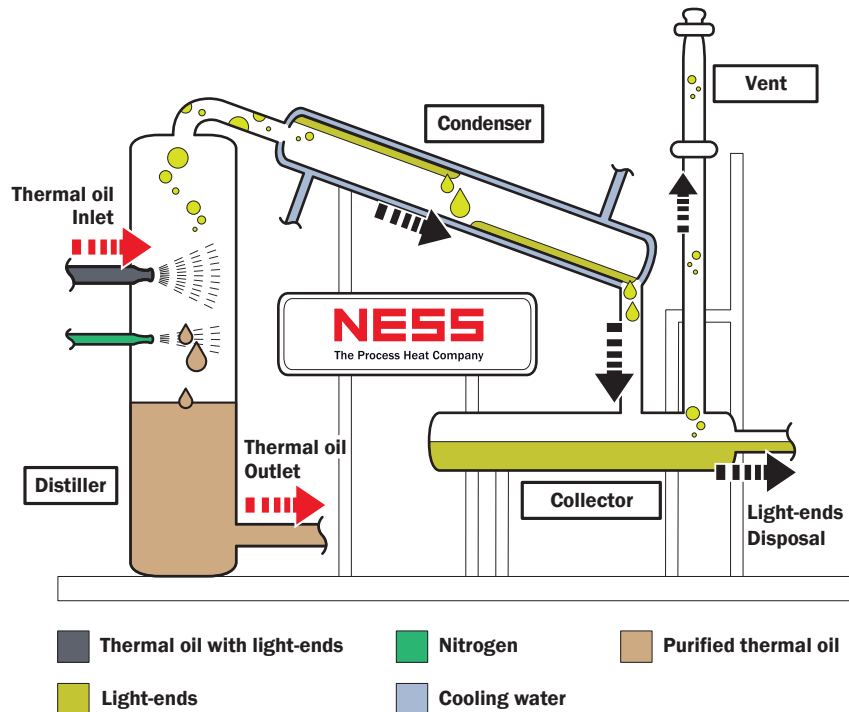 Vent
Condenser
Thermal oil
Inlet
NESS
The Process Heat Company
Thermal oil
Outlet
Distiller
Collector
Light-ends
Disposal
Thermal oil with light-ends
Nitrogen
Purified thermal oil
Light-ends
Cooling water